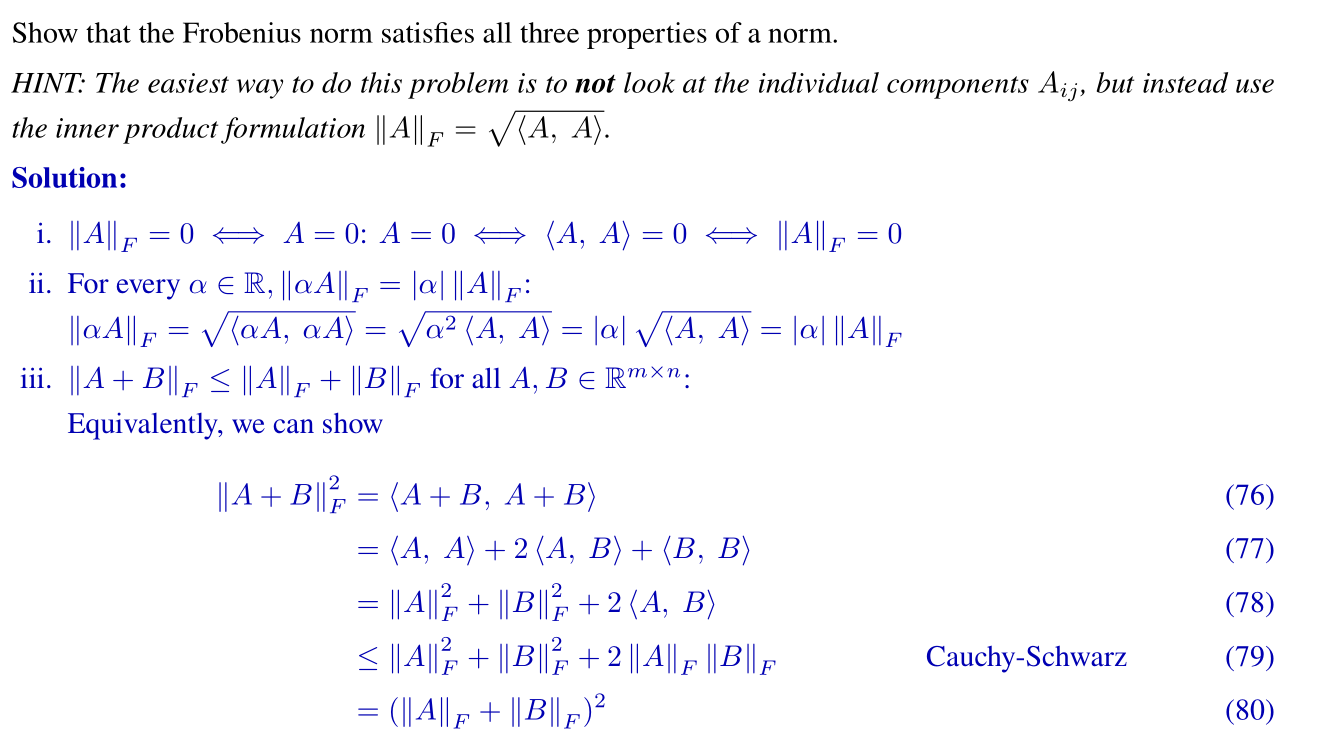 Show that the Frobenius norm satisfies all three properties of a norm.
HINT: The easiest way to do this problem is to not look at the individual components $A_{ij}$, but instead use
the inner product formulation $\|A\|_F = \sqrt{\langle A, A \rangle}$.
Solution:
i. $\|A\|_F = 0 \iff A = 0$: $A = 0 \iff \langle A, A \rangle = 0 \iff \|A\|_F = 0$
ii. For every $\alpha \in \mathbb{R}, \|\alpha A\|_F = |\alpha| \|A\|_F$:
$\|\alpha A\|_F = \sqrt{\langle \alpha A, \alpha A \rangle} = \sqrt{\alpha^2 \langle A, A \rangle} = |\alpha| \sqrt{\langle A, A \rangle} = |\alpha| \|A\|_F$
iii. $\|A + B\|_F \leq \|A\|_F + \|B\|_F$ for all $A, B \in \mathbb{R}^{m \times n}$:
Equivalently, we can show
$\|A + B\|_F^2 = \langle A + B, A + B \rangle$ (76)
$= \langle A, A \rangle + 2 \langle A, B \rangle + \langle B, B \rangle$ (77)
$= \|A\|_F^2 + \|B\|_F^2 + 2 \langle A, B \rangle$ (78)
$\leq \|A\|_F^2 + \|B\|_F^2 + 2 \|A\|_F \|B\|_F$ Cauchy-Schwarz (79)
$= (\|A\|_F + \|B\|_F)^2$ (80)